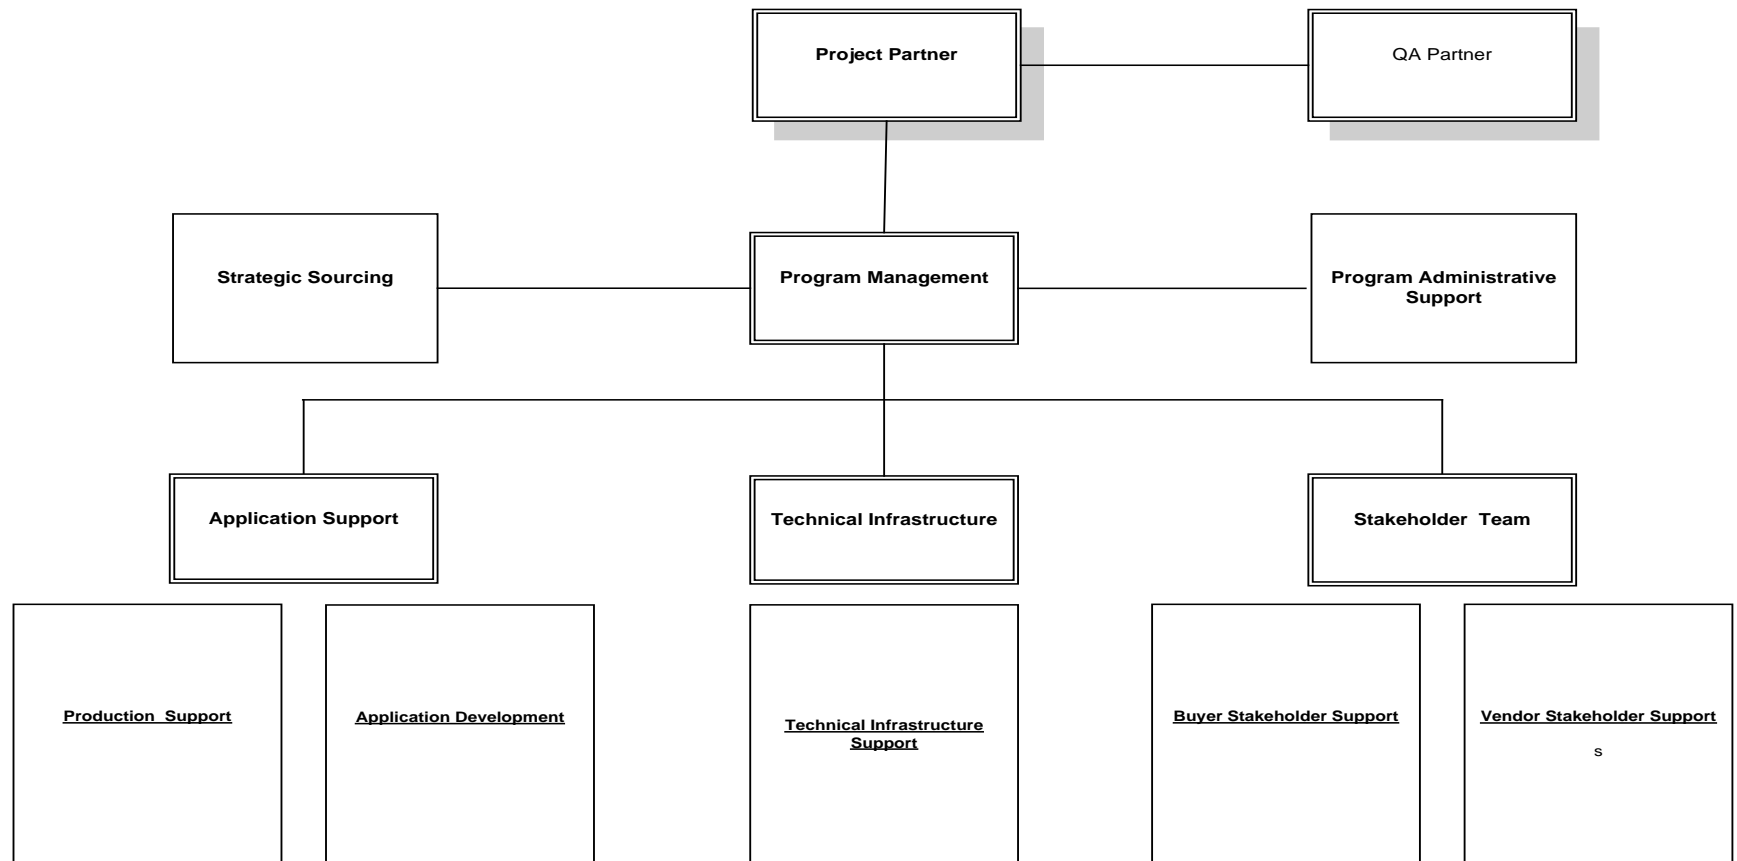 Project Partner
QA Partner
Strategic Sourcing
Program Management
Program Administrative
Support
Application Support
Technical Infrastructure
Stakeholder  Team
Production  Support
Application Development
Technical Infrastructure
Support
Buyer Stakeholder Support
Vendor Stakeholder Support
s